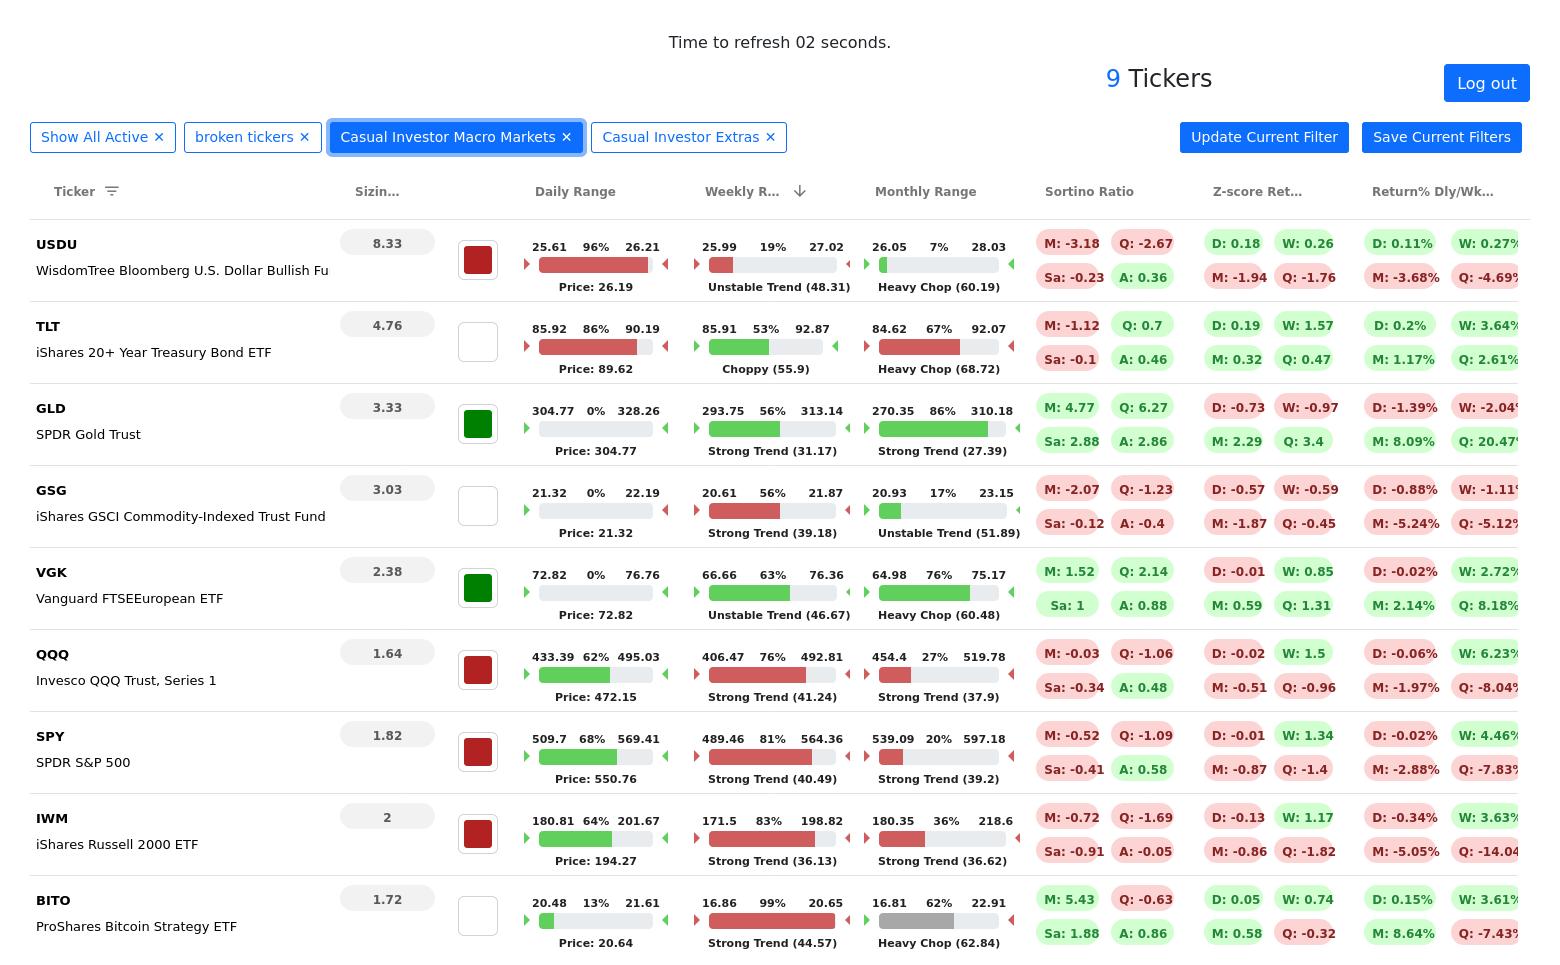 Time to refresh 02 seconds.
9 Tickers
Log out
Show All Active ✕ broken tickers ✕ Casual Investor Macro Markets ✕ Casual Investor Extras ✕ Update Current Filter Save Current Filters
Ticker Sizin... Daily Range Weekly R... Monthly Range Sortino Ratio Z-score Ret... Return% Dly/Wk...
USDU 8.33 25.61 96% 26.21 25.99 19% 27.02 26.05 7% 28.03 M: -3.18 Q: -2.67 D: 0.18 W: 0.26 D: 0.11% W: 0.27%
WisdomTree Bloomberg U.S. Dollar Bullish Fu Price: 26.19 Unstable Trend (48.31) Heavy Chop (60.19) Sa: -0.23 A: 0.36 M: -1.94 Q: -1.76 M: -3.68% Q: -4.69%
TLT 4.76 85.92 86% 90.19 85.91 53% 92.87 84.62 67% 92.07 M: -1.12 Q: 0.7 D: 0.19 W: 1.57 D: 0.2% W: 3.64%
iShares 20+ Year Treasury Bond ETF Price: 89.62 Choppy (55.9) Heavy Chop (68.72) Sa: -0.1 A: 0.46 M: 0.32 Q: 0.47 M: 1.17% Q: 2.61%
GLD 3.33 304.77 0% 328.26 293.75 56% 313.14 270.35 86% 310.18 M: 4.77 Q: 6.27 D: -0.73 W: -0.97 D: -1.39% W: -2.04%
SPDR Gold Trust Price: 304.77 Strong Trend (31.17) Strong Trend (27.39) Sa: 2.88 A: 2.86 M: 2.29 Q: 3.4 M: 8.09% Q: 20.47%
GSG 3.03 21.32 0% 22.19 20.61 56% 21.87 20.93 17% 23.15 M: -2.07 Q: -1.23 D: -0.57 W: -0.59 D: -0.88% W: -1.11%
iShares GSCI Commodity-Indexed Trust Fund Price: 21.32 Strong Trend (39.18) Unstable Trend (51.89) Sa: -0.12 A: -0.4 M: -1.87 Q: -0.45 M: -5.24% Q: -5.12%
VGK 2.38 72.82 0% 76.76 66.66 63% 76.36 64.98 76% 75.17 M: 1.52 Q: 2.14 D: -0.01 W: 0.85 D: -0.02% W: 2.72%
Vanguard FTSEEuropean ETF Price: 72.82 Unstable Trend (46.67) Heavy Chop (60.48) Sa: 1 A: 0.88 M: 0.59 Q: 1.31 M: 2.14% Q: 8.18%
QQQ 1.64 433.39 62% 495.03 406.47 76% 492.81 454.4 27% 519.78 M: -0.03 Q: -1.06 D: -0.02 W: 1.5 D: -0.06% W: 6.23%
Invesco QQQ Trust, Series 1 Price: 472.15 Strong Trend (41.24) Strong Trend (37.9) Sa: -0.34 A: 0.48 M: -0.51 Q: -0.96 M: -1.97% Q: -8.04%
SPY 1.82 509.7 68% 569.41 489.46 81% 564.36 539.09 20% 597.18 M: -0.52 Q: -1.09 D: -0.01 W: 1.34 D: -0.02% W: 4.46%
SPDR S&P 500 Price: 550.76 Strong Trend (40.49) Strong Trend (39.2) Sa: -0.41 A: 0.58 M: -0.87 Q: -1.4 M: -2.88% Q: -7.83%
IWM 2 180.81 64% 201.67 171.5 83% 198.82 180.35 36% 218.6 M: -0.72 Q: -1.69 D: -0.13 W: 1.17 D: -0.34% W: 3.63%
iShares Russell 2000 ETF Price: 194.27 Strong Trend (36.13) Strong Trend (36.62) Sa: -0.91 A: -0.05 M: -0.86 Q: -1.82 M: -5.05% Q: -14.04
BITO 1.72 20.48 13% 21.61 16.86 99% 20.65 16.81 62% 22.91 M: 5.43 Q: -0.63 D: 0.05 W: 0.74 D: 0.15% W: 3.61%
ProShares Bitcoin Strategy ETF Price: 20.64 Strong Trend (44.57) Heavy Chop (62.84) Sa: 1.88 A: 0.86 M: 0.58 Q: -0.32 M: 8.64% Q: -7.43%